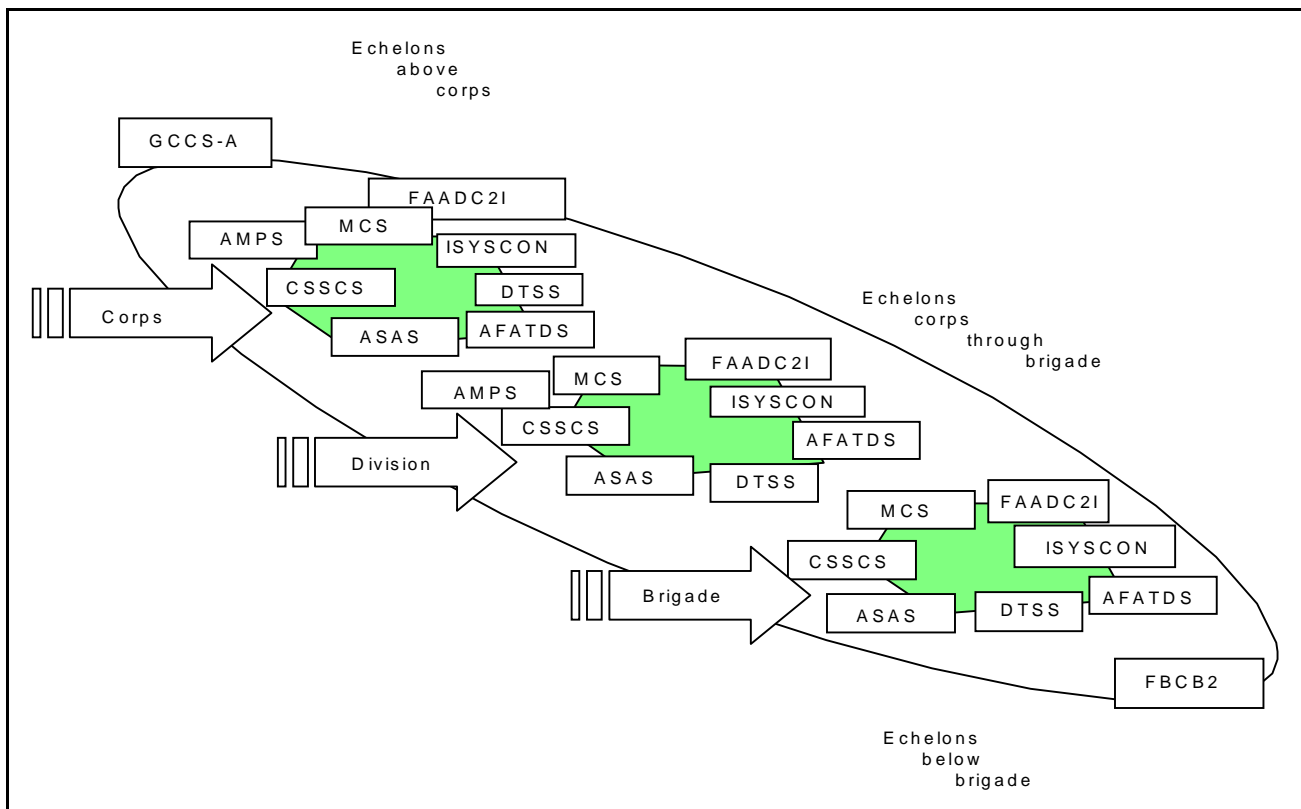 Echelons
above
corps
GCCS-A
FAADC2I
MCS
AMPS
ISYSCON
CSSCS
DTSS
Corps
ASAS
AFATDS
Echelons
corps
through
brigade
FAADC2I
MCS
AMPS
ISYSCON
CSSCS
AFATDS
Division
ASAS
DTSS
FAADC2I
MCS
ISYSCON
CSSCS
Brigade
AFATDS
ASAS
DTSS
FBCB2
Echelons
below
brigade